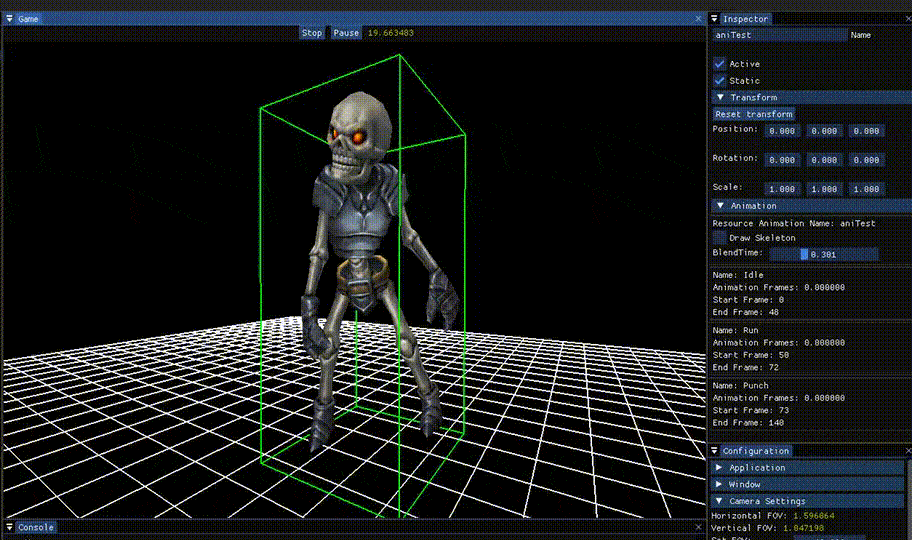 Game
Stop Pause 19.663483
Inspector
aniTest Name
Active
Static
Transform
Reset transform
Position: 0.000 0.000 0.000
Rotation: 0.000 0.000 0.000
Scale: 1.000 1.000 1.000
Animation
Resource Animation Name: aniTest
Draw Skeleton
BlendTime: 0.301
Name: Idle
Animation Frames: 0.000000
Start Frame: 0
End Frame: 48
Name: Run
Animation Frames: 0.000000
Start Frame: 50
End Frame: 72
Name: Punch
Animation Frames: 0.000000
Start Frame: 73
End Frame: 140
Configuration
Application
Window
Camera Settings
Horizontal FOV: 1.596864
Vertical FOV: 1.847198
Console